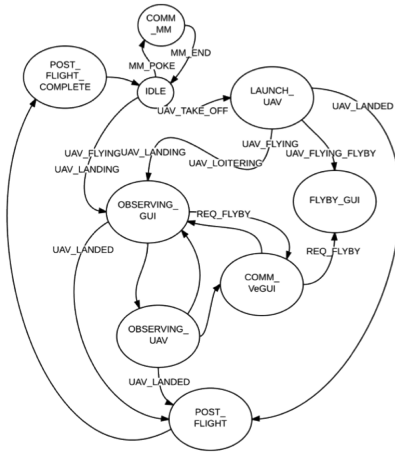 COMM_
_MM
MM_END
POST_
FLIGHT_
COMPLETE
MM_POKE
IDLE
LAUNCH_
UAV
UAV_TAKE_OFF
UAV_LANDED
UAV_FLYING
UAV_FLYING
UAV_LANDING
UAV_FLYING_FLYBY
UAV_LOITERING
UAV_LANDING
OBSERVING_
GUI
REQ_FLYBY
FLYBY_GUI
UAV_LANDED
REQ_FLYBY
COMM_
VeGUI
OBSERVING_
UAV
UAV_LANDED
POST_
FLIGHT